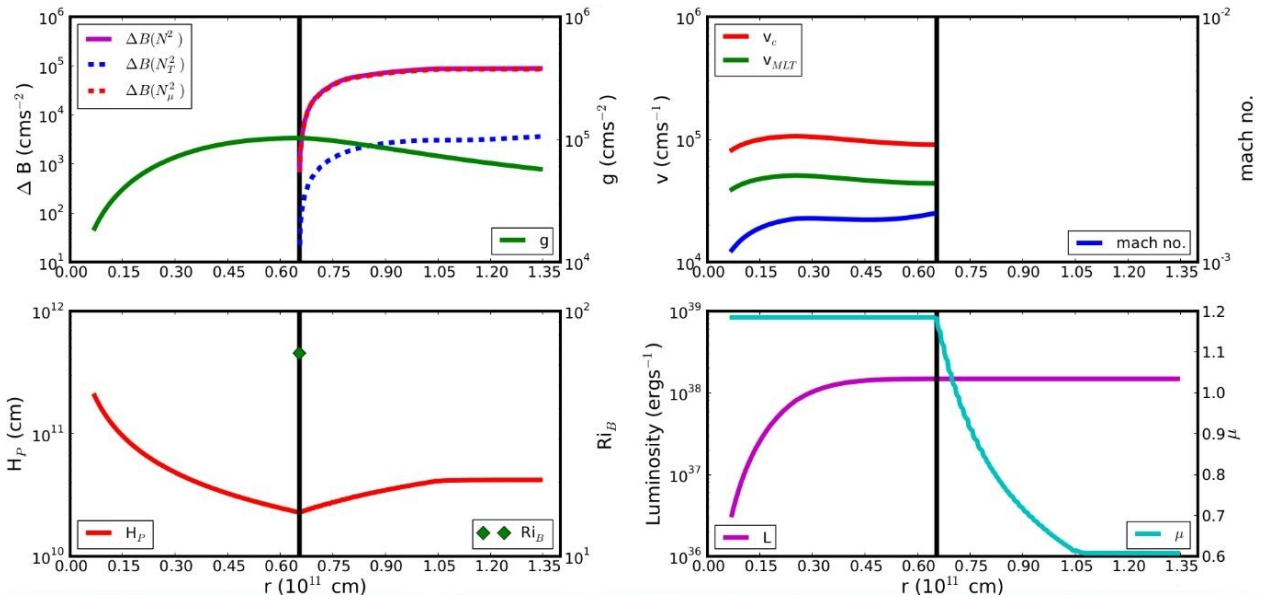 10^6
10^5
10^4
10^3
10^2
10^1
Δ B (cms^-2)
ΔB(N^2)
ΔB(N_T^2)
ΔB(N_μ^2)
g
10^6
10^5
10^4
g (cms^-2)
0.00 0.15 0.30 0.45 0.60 0.75 0.90 1.05 1.20 1.35
10^6
10^5
10^4
v (cms^-1)
v_c
v_MLT
mach no.
10^-2
10^-3
mach no.
0.00 0.15 0.30 0.45 0.60 0.75 0.90 1.05 1.20 1.35
10^12
10^11
10^10
H_P (cm)
H_P
Ri_B
10^2
10^1
Ri_B
0.00 0.15 0.30 0.45 0.60 0.75 0.90 1.05 1.20 1.35
r (10^11 cm)
10^39
10^38
10^37
10^36
Luminosity (ergs^-1)
L
μ
1.2
1.1
1.0
0.9
0.8
0.7
0.6
μ
0.00 0.15 0.30 0.45 0.60 0.75 0.90 1.05 1.20 1.35
r (10^11 cm)